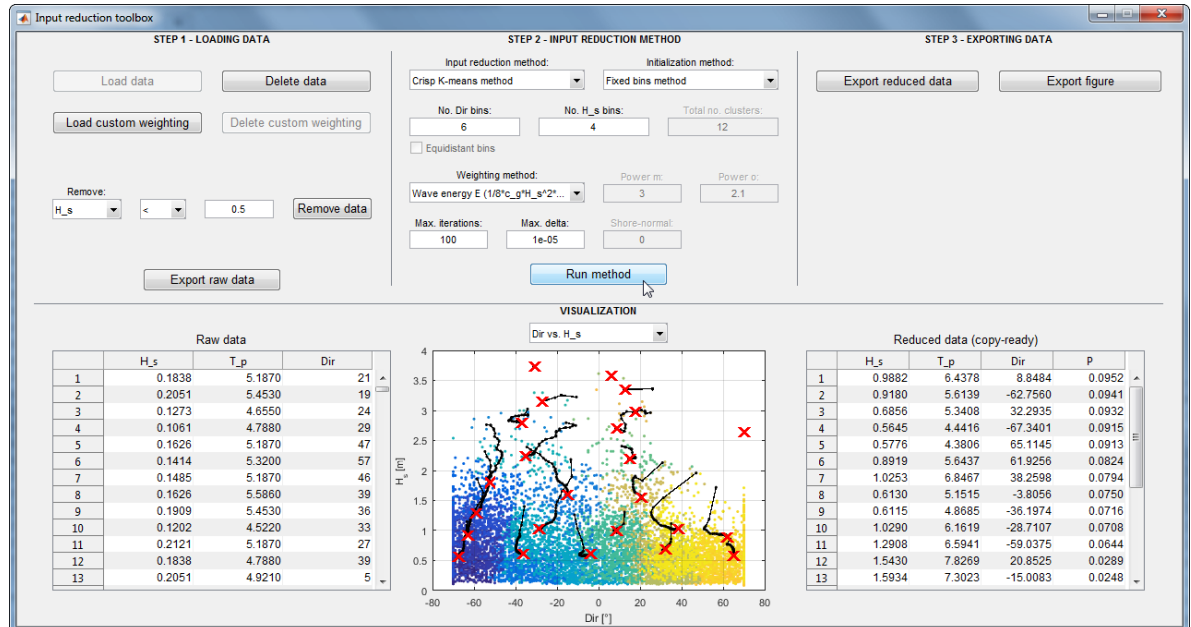 Input reduction toolbox
STEP 1 - LOADING DATA
Load data
Delete data
Load custom weighting
Delete custom weighting
Remove:
H_s
<
0.5
Remove data
Export raw data
STEP 2 - INPUT REDUCTION METHOD
Input reduction method:
Initialization method:
Crisp K-means method
Fixed bins method
No. Dir bins:
No. H_s bins:
Total no. clusters:
6
4
12
Equidistant bins
Weighting method:
Power m:
Power o:
Wave energy E (1/8*c_g*H_s^2*...
3
2.1
Max. iterations:
Max. delta:
Shore-normal:
100
1e-05
0
Run method
STEP 3 - EXPORTING DATA
Export reduced data
Export figure
VISUALIZATION
Raw data
H_s T_p Dir
1 0.1838 5.1870 21
2 0.2051 5.4530 19
3 0.1273 4.6550 24
4 0.1061 4.7880 29
5 0.1626 5.1870 47
6 0.1414 5.3200 57
7 0.1485 5.1870 46
8 0.1626 5.5860 39
9 0.1909 5.4530 36
10 0.1202 4.5220 33
11 0.2121 5.1870 27
12 0.1838 4.7880 39
13 0.2051 4.9210 5
Dir vs. H_s
4
3.5
3
2.5
2
1.5
1
0.5
0
H_s [m]
-80 -60 -40 -20 0 20 40 60 80
Dir [°]
Reduced data (copy-ready)
H_s T_p Dir P
1 0.9882 6.4378 8.8484 0.0952
2 0.9180 5.6139 -62.7560 0.0941
3 0.6856 5.3408 32.2935 0.0932
4 0.5645 4.4416 -67.3401 0.0915
5 0.5776 4.3806 65.1145 0.0913
6 0.8919 5.6437 61.9256 0.0824
7 1.0253 6.8467 38.2598 0.0794
8 0.6130 5.1515 -3.8056 0.0750
9 0.6115 4.8685 -36.1974 0.0716
10 1.0290 6.1619 -28.7107 0.0708
11 1.2908 6.5941 -59.0375 0.0644
12 1.5430 7.8269 20.8525 0.0289
13 1.5934 7.3023 -15.0083 0.0248